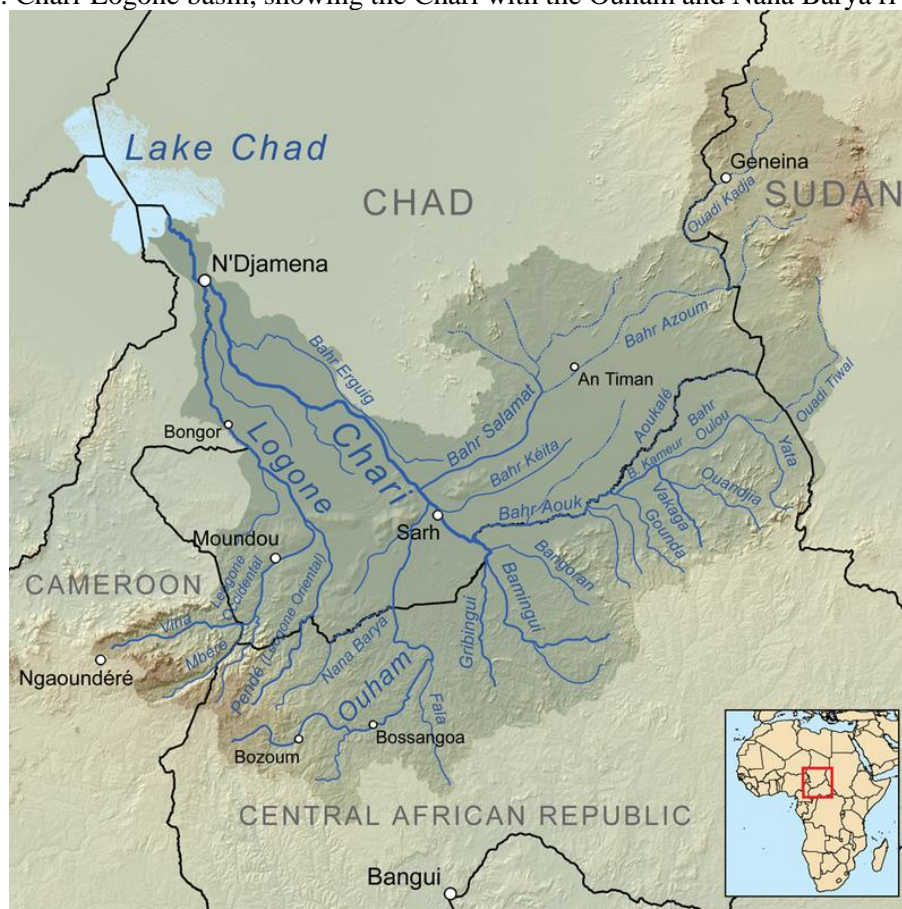 Chari-Logone basin, showing the Chari with the Ouham and Nana Barya
Lake Chad
CHAD
SUDAN
Geneina
Ouadi Kadja
N'Djamena
Bahr Azoum
Bahr Erguig
An Timan
Ouadi Tiwal
Bahr Salamat
Aoukalé
Bahr
Oulou
Bongor
Logone
Chari
Bahr Kéita
B. Kameur
Yata
Ouandjia
Vakaga
Gounda
Bahr Aouk
Sarh
Moundou
Bangoran
Bamingui
Gribingui
CAMEROON
Logone
Occidental
Pendé (Logone Oriental)
Vina
Mbéré
Nana Barya
Ngaoundéré
Ouham
Fala
Bozoum
Bossangoa
CENTRAL AFRICAN REPUBLIC
Bangui